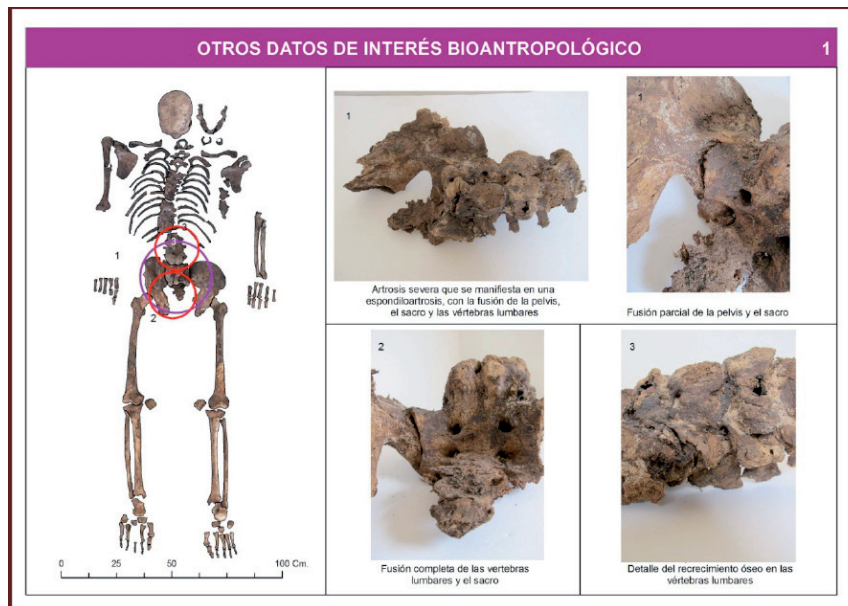 OTROS DATOS DE INTERÉS BIOANTROPOLÓGICO 1
3
1
2
0 25 50 100 Cm.
1
Artrosis severa que se manifiesta en una
espondiloartrosis, con la fusión de la pelvis,
el sacro y las vértebras lumbares
1
Fusión parcial de la pelvis y el sacro
2
Fusión completa de las vertebras
lumbares y el sacro
3
Detalle del recrecimiento óseo en las
vértebras lumbares